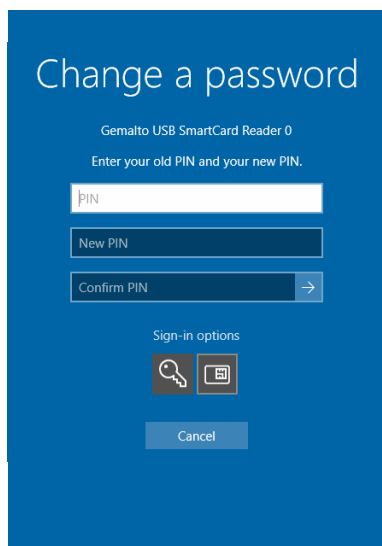 Change a password
Gemalto USB SmartCard Reader 0
Enter your old PIN and your new PIN.
PIN
New PIN
Confirm PIN
Sign-in options
Cancel